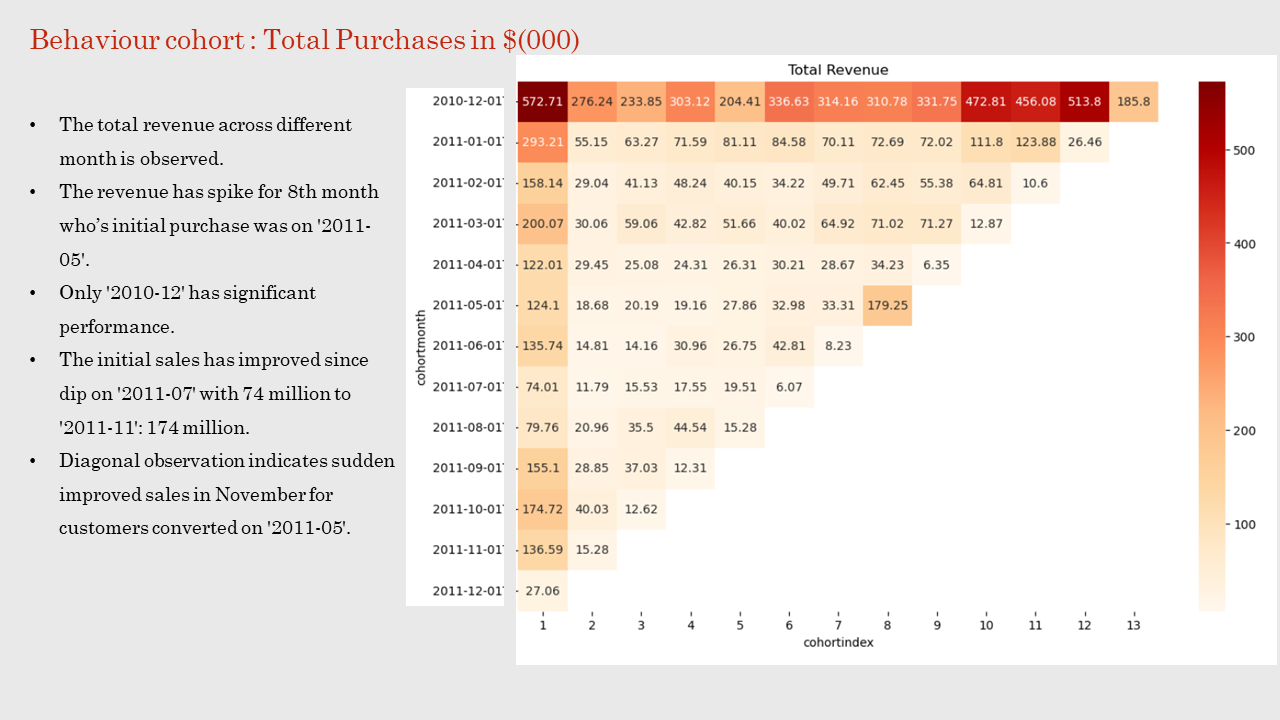 Behaviour cohort : Total Purchases in $(000)
• The total revenue across different
month is observed.
• The revenue has spike for 8th month
who's initial purchase was on '2011-
05'.
• Only '2010-12' has significant
performance.
• The initial sales has improved since
dip on '2011-07' with 74 million to
'2011-11': 174 million.
• Diagonal observation indicates sudden
improved sales in November for
customers converted on '2011-05'.
Total Revenue
cohortmonth
2010-12-01T 572.71 276.24 233.85 303.12 204.41 336.63 314.16 310.78 331.75 472.81 456.08 513.8 185.8
2011-01-01T 293.21 55.15 63.27 71.59 81.11 84.58 70.11 72.69 72.02 111.8 123.88 26.46
2011-02-01T 158.14 29.04 41.13 48.24 40.15 34.22 49.71 62.45 55.38 64.81 10.6
2011-03-01T 200.07 30.06 59.06 42.82 51.66 40.02 64.92 71.02 71.27 12.87
2011-04-01T 122.01 29.45 25.08 24.31 26.31 30.21 28.67 34.23 6.35
2011-05-01T 124.1 18.68 20.19 19.16 27.86 32.98 33.31 179.25
2011-06-01T 135.74 14.81 14.16 30.96 26.75 42.81 8.23
2011-07-01T 74.01 11.79 15.53 17.55 19.51 6.07
2011-08-01T 79.76 20.96 35.5 44.54 15.28
2011-09-01T 155.1 28.85 37.03 12.31
2011-10-01T 174.72 40.03 12.62
2011-11-01T 136.59 15.28
2011-12-01T 27.06
1 2 3 4 5 6 7 8 9 10 11 12 13
cohortindex
500
400
300
200
100